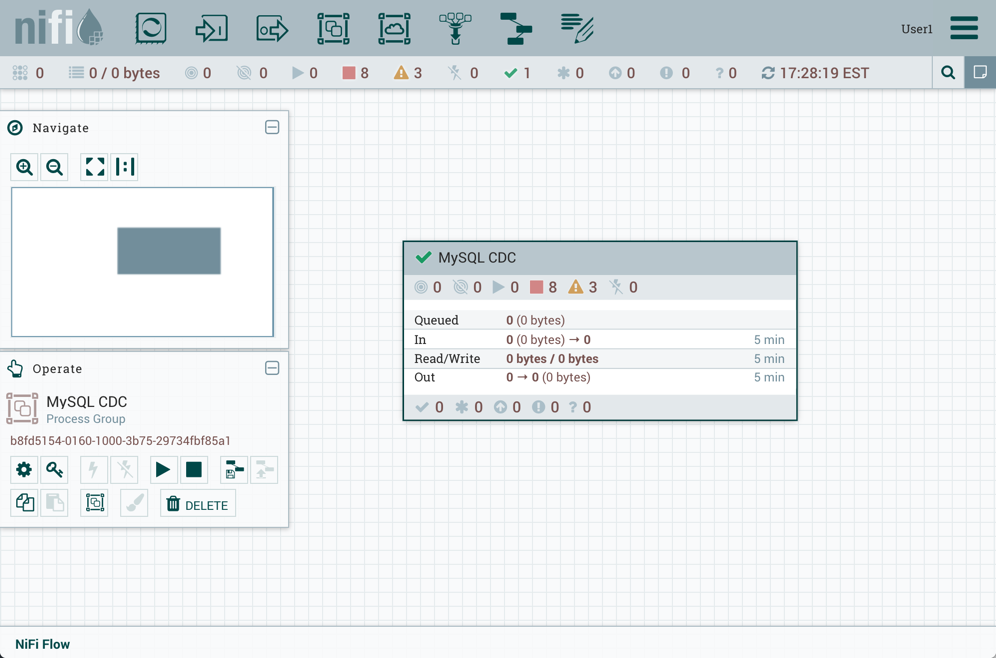 nifi
User1
0 0 / 0 bytes 0 0 0 8 3 0 1 0 0 0 ? 0 17:28:19 EST
Navigate
Operate
MySQL CDC
Process Group
b8fd5154-0160-1000-3b75-29734fbf85a1
DELETE
MySQL CDC
0 0 0 8 3 0
Queued 0 (0 bytes)
In 0 (0 bytes) → 0 5 min
Read/Write 0 bytes / 0 bytes 5 min
Out 0 → 0 (0 bytes) 5 min
0 0 0 0 ? 0
NiFi Flow